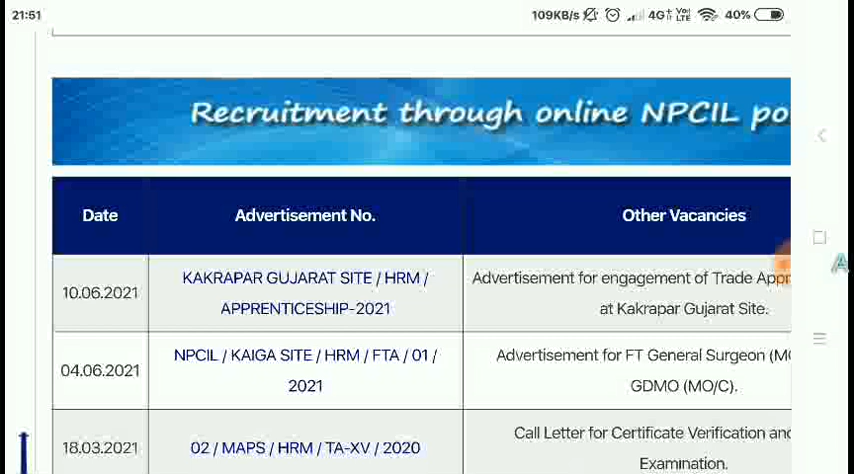 21:51
109KB/s 4G+ VoLTE 40%
Recruitment through online NPCIL po
Date Advertisement No. Other Vacancies
10.06.2021
KAKRAPAR GUJARAT SITE / HRM /
APPRENTICESHIP-2021
Advertisement for engagement of Trade
at Kakrapar Gujarat Site.
04.06.2021
NPCIL / KAIGA SITE / HRM / FTA / 01 /
2021
Advertisement for FT General Surgeon
GDMO (MO/C).
18.03.2021
02 / MAPS / HRM / TA-XV / 2020
Call Letter for Certificate Verification and
Examination.
A